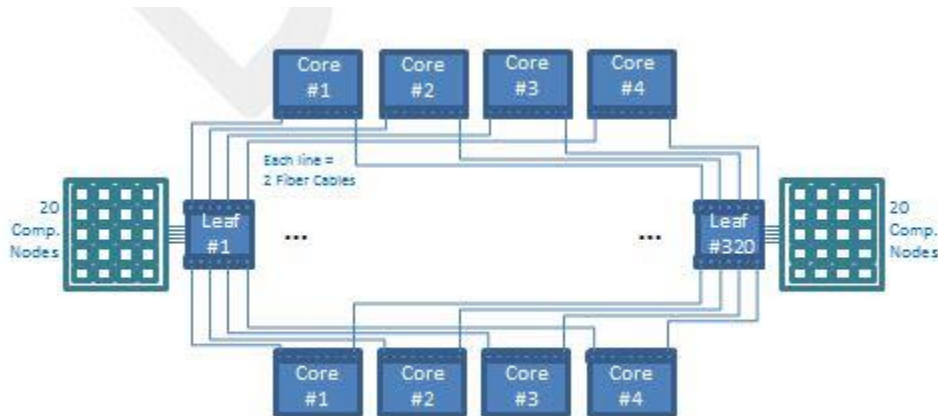 Core
#1
Core
#2
Core
#3
Core
#4
Each line =
2 Fiber Cables
20
Comp.
Nodes
Leaf
#1
...
...
Leaf
#320
20
Comp.
Nodes
Core
#1
Core
#2
Core
#3
Core
#4